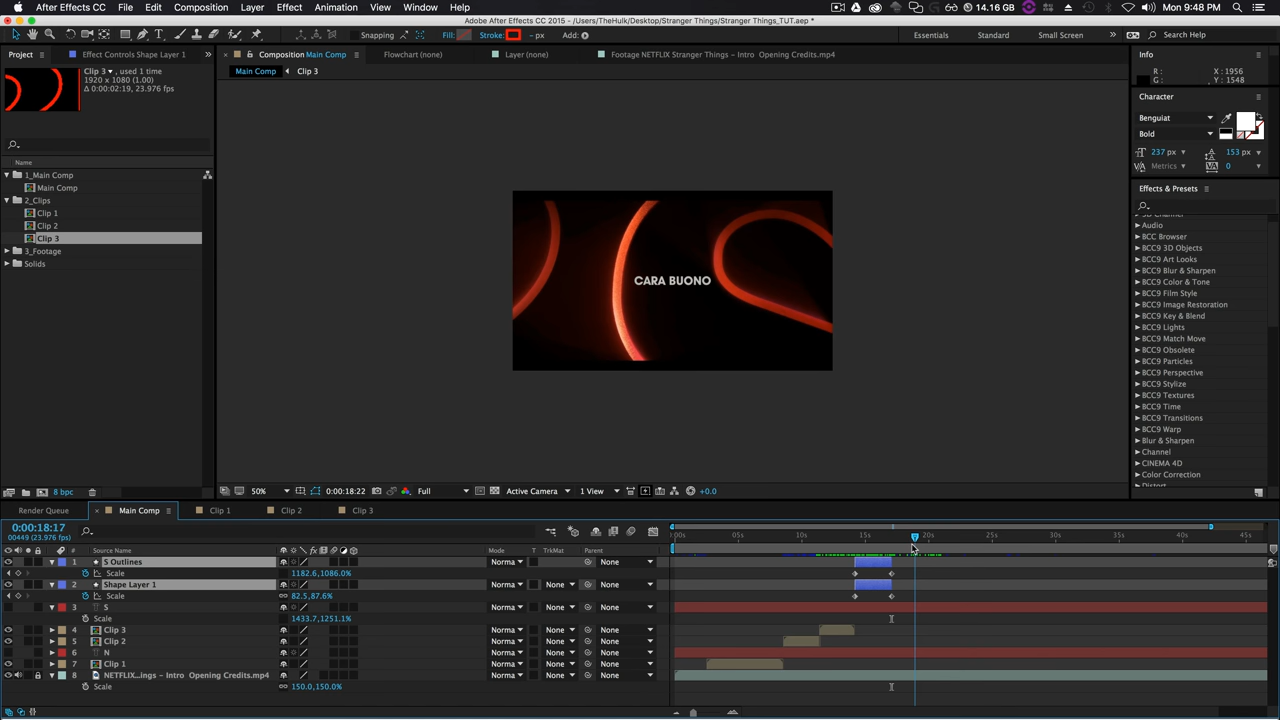 After Effects CC File Edit Composition Layer Effect Animation View Window Help 14.16 GB Mon 9:48 PM
Adobe After Effects CC 2015 - /Users/TheHulk/Desktop/Stranger Things/Stranger Things_TUT.aep *
Snapping Fill: Stroke: - px Add: Essentials Standard Small Screen Search Help
Project Effect Controls Shape Layer 1 Composition Main Comp Flowchart (none) Layer (none) Footage NETFLIX Stranger Things – Intro Opening Credits.mp4 Info
Clip 3, used 1 time
1920 x 1080 (1.00)
Δ 0:00:02:19, 23.976 fps
Main Comp Clip 3
R : X : 1956
G : Y : 1548
Character
Benguiat
Bold
237 px 153 px
Metrics 0
Name
1_Main Comp
Main Comp
2_Clips
Clip 1
Clip 2
Clip 3
3_Footage
Solids
CARA BUONO
Effects & Presets
Audio
BCC Browser
BCC9 3D Objects
BCC9 Art Looks
BCC9 Blur & Sharpen
BCC9 Color & Tone
BCC9 Film Style
BCC9 Image Restoration
BCC9 Key & Blend
BCC9 Lights
BCC9 Match Move
BCC9 Obsolete
BCC9 Particles
BCC9 Perspective
BCC9 Stylize
BCC9 Textures
BCC9 Time
BCC9 Transitions
BCC9 Warp
Blur & Sharpen
Channel
CINEMA 4D
Color Correction
Distort
8 bpc 50% 0:00:18:22 Full Active Camera 1 View +0.0
Render Queue Main Comp Clip 1 Clip 2 Clip 3
0:00:18:17
00449 (23.976 fps)
:00s 05s 10s 15s 20s 25s 30s 35s 40s 45s
# Source Name Mode T TrkMat Parent
1 S Outlines Norma None
Scale 1182.6,1086.0%
2 Shape Layer 1 Norma None None
Scale 82.5,87.6%
3 S Norma None None
Scale 1433.7,1251.1%
4 Clip 3 Norma None None
5 Clip 2 Norma None None
6 N Norma None None
7 Clip 1 Norma None None
8 NETFLIX...ings – Intro Opening Credits.mp4 Norma None None
Scale 150.0,150.0%